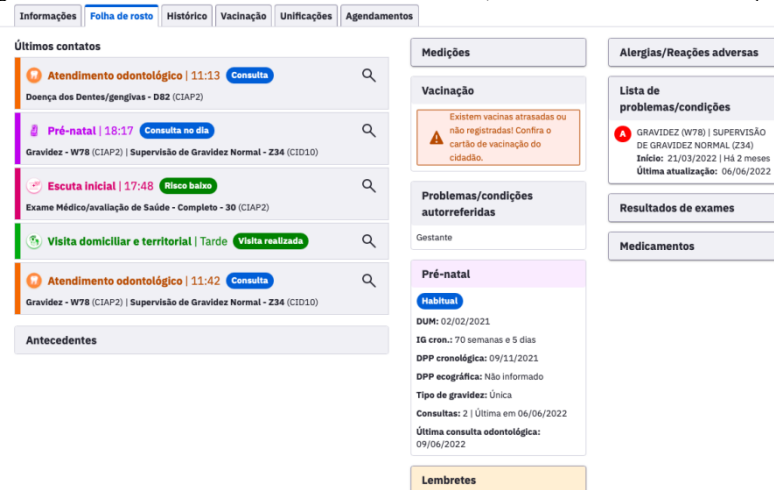 Informações Folha de rosto Histórico Vacinação Unificações Agendamentos
Últimos contatos
Atendimento odontológico | 11:13 Consulta
Doença dos Dentes/gengivas - D82 (CIAP2)
Pré-natal | 18:17 Consulta no dia
Gravidez - W78 (CIAP2) | Supervisão de Gravidez Normal - Z34 (CID10)
Escuta inicial | 17:48 Risco baixo
Exame Médico/avaliação de Saúde - Completo - 30 (CIAP2)
Visita domiciliar e territorial | Tarde Visita realizada
Atendimento odontológico | 11:42 Consulta
Gravidez - W78 (CIAP2) | Supervisão de Gravidez Normal - Z34 (CID10)
Antecedentes
Medições
Vacinação
Existem vacinas atrasadas ou
não registradas! Confira o
cartão de vacinação do
cidadão.
Problemas/condições
autorreferidas
Gestante
Pré-natal
Habitual
DUM: 02/02/2021
IG cron.: 70 semanas e 5 dias
DPP cronológica: 09/11/2021
DPP ecográfica: Não informado
Tipo de gravidez: Única
Consultas: 2 | Última em 06/06/2022
Última consulta odontológica:
09/06/2022
Lembretes
Alergias/Reações adversas
Lista de
problemas/condições
A GRAVIDEZ (W78) | SUPERVISÃO
DE GRAVIDEZ NORMAL (Z34)
Início: 21/03/2022 | Há 2 meses
Última atualização: 06/06/2022
Resultados de exames
Medicamentos